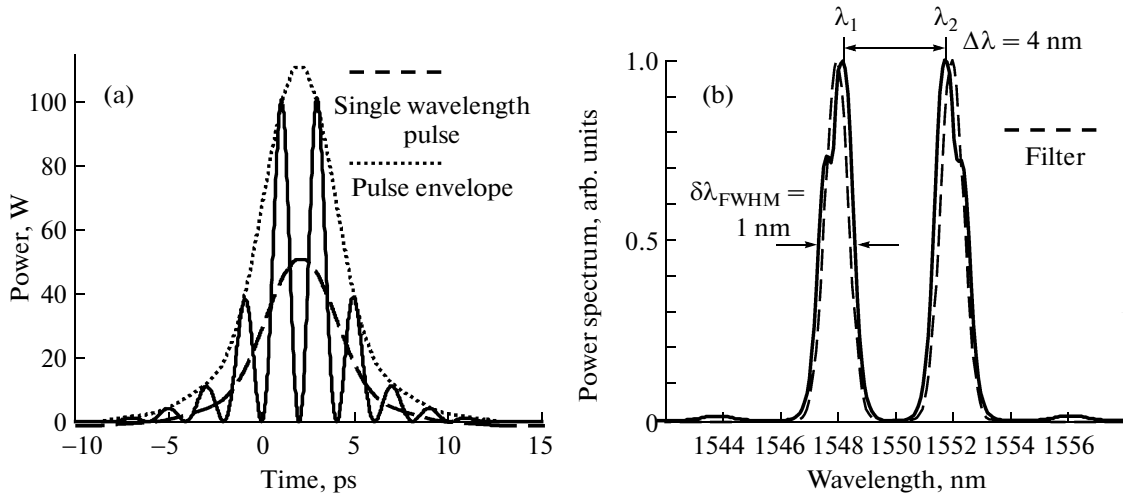 (a)
Single wavelength
pulse
Pulse envelope
Power, W
100
80
60
40
20
0
−10
−5
0
5
10
15
Time, ps
λ1
λ2
Δλ = 4 nm
(b)
Filter
δλFWHM =
1 nm
Power spectrum, arb. units
1.0
0.5
0
1544
1546
1548
1550
1552
1554
1556
Wavelength, nm